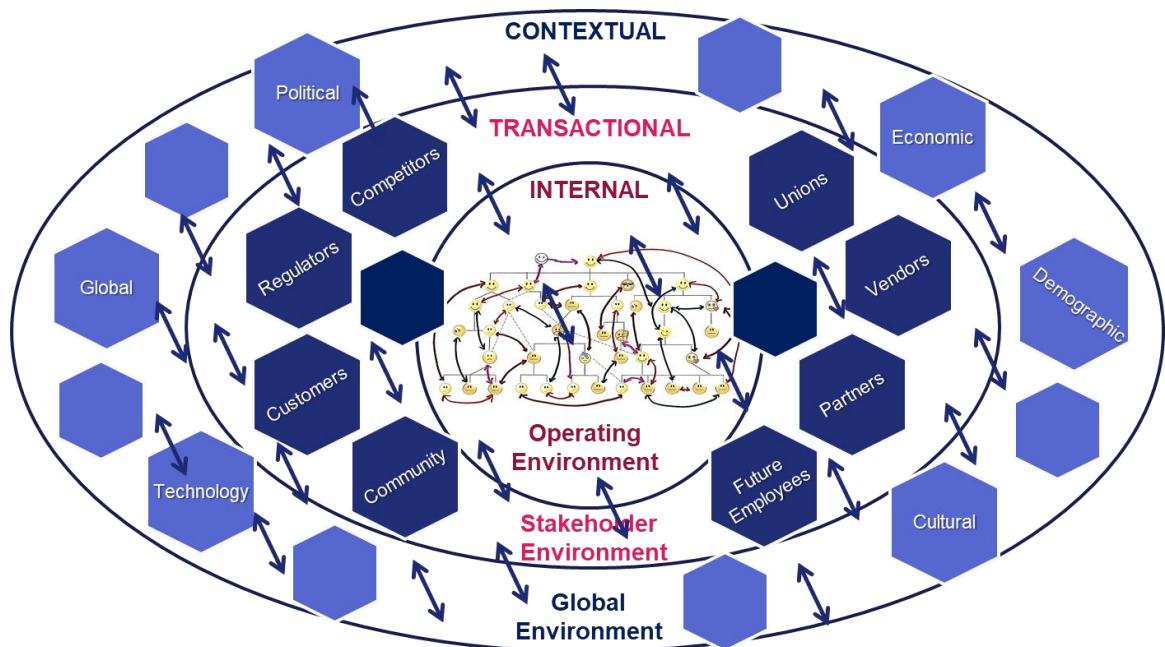 CONTEXTUAL
Political
TRANSACTIONAL
Economic
Competitors
Unions
INTERNAL
Regulators
Vendors
Global
Demographic
Customers
Partners
Operating
Environment
Community
Future
Employees
Technology
Cultural
Stakeholder
Environment
Global
Environment